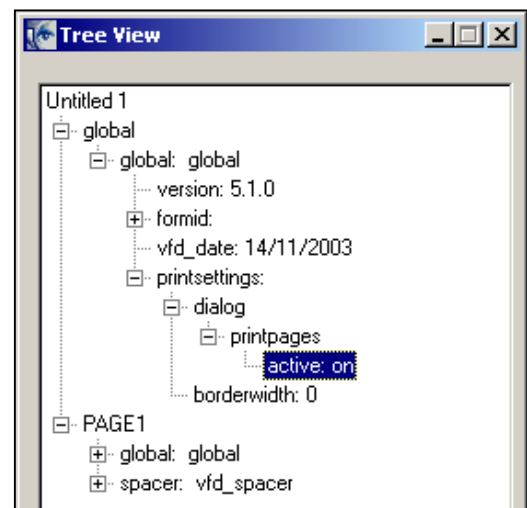 Tree View
Untitled 1
global
global: global
version: 5.1.0
formid:
vfd_date: 14/11/2003
printsettings:
dialog
printpages
active: on
borderwidth: 0
PAGE1
global: global
spacer: vfd_spacer